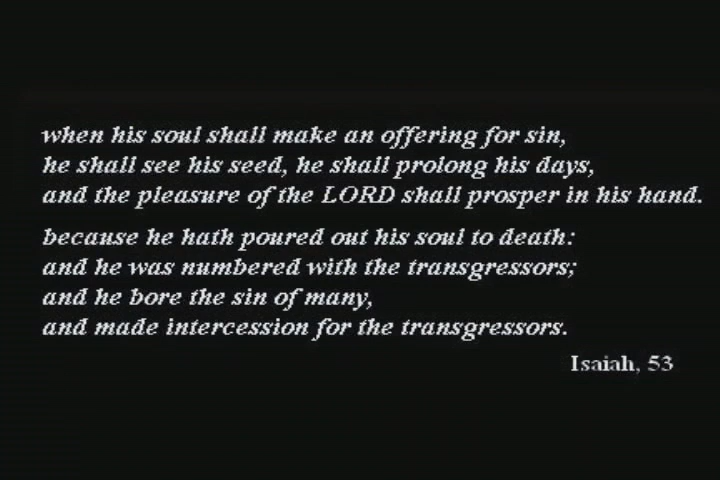 when his soul shall make an offering for sin,
he shall see his seed, he shall prolong his days,
and the pleasure of the LORD shall prosper in his hand.
because he hath poured out his soul to death:
and he was numbered with the transgressors;
and he bore the sin of many,
and made intercession for the transgressors.
Isaiah, 53